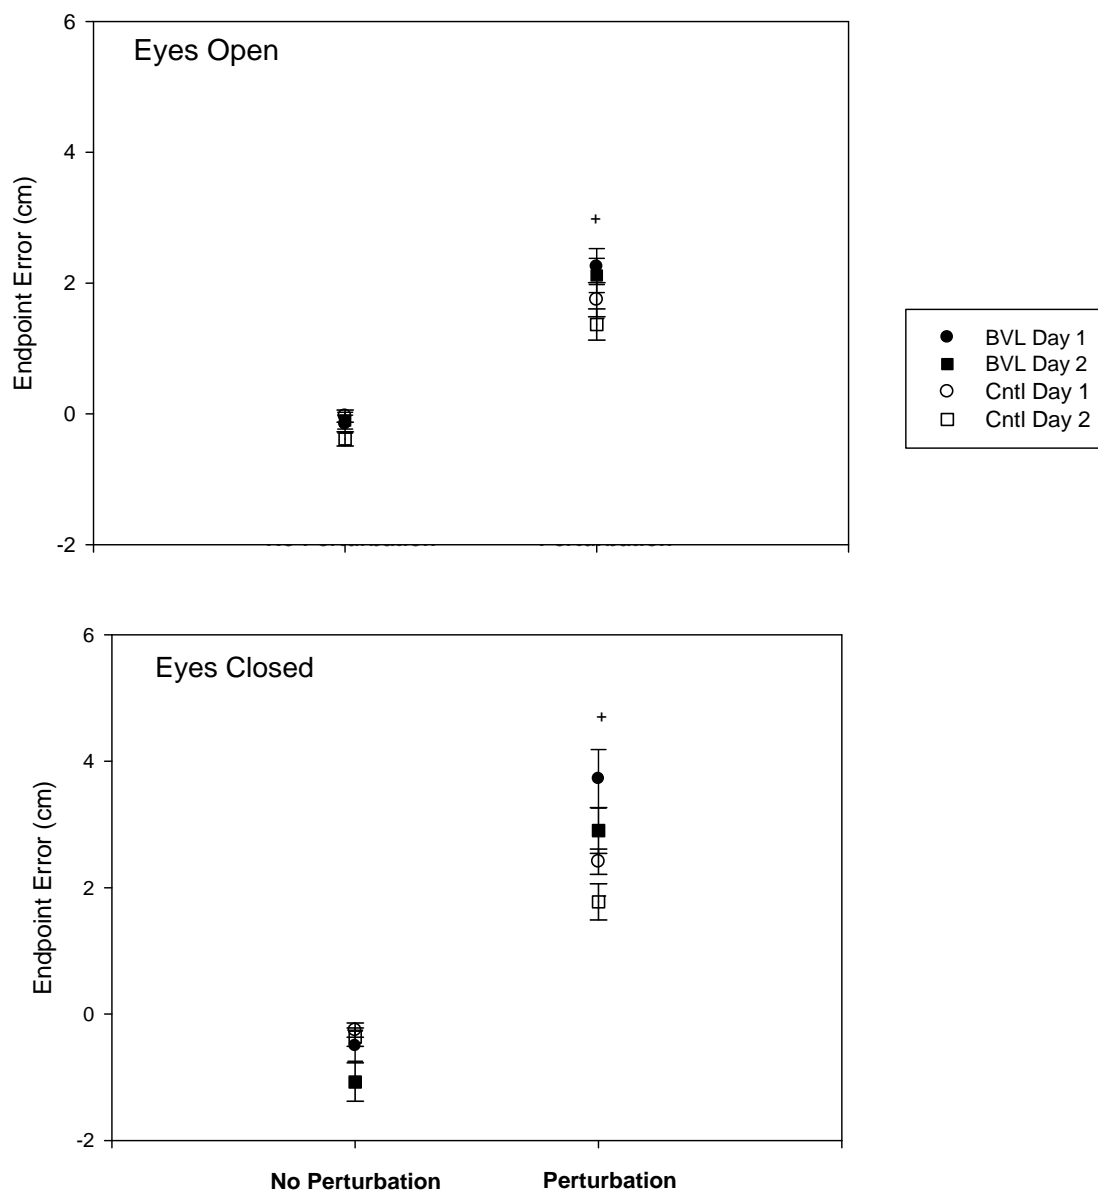 Eyes Open
6
4
2
0
-2
Endpoint Error (cm)
+
BVL Day 1
BVL Day 2
Cntl Day 1
Cntl Day 2
Eyes Closed
6
4
2
0
-2
Endpoint Error (cm)
+
No Perturbation Perturbation